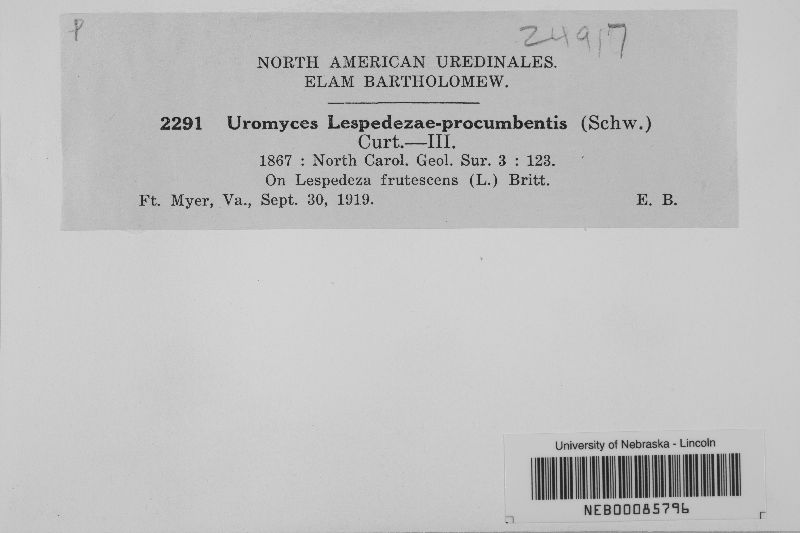 P 24917
NORTH AMERICAN UREDINALES.
ELAM BARTHOLOMEW.
2291 Uromyces Lespedezae-procumbentis (Schw.)
Curt.—III.
1867 : North Carol. Geol. Sur. 3 : 123.
On Lespedeza frutescens (L.) Britt.
Ft. Myer, Va., Sept. 30, 1919. E. B.
University of Nebraska - Lincoln
NEB00085796